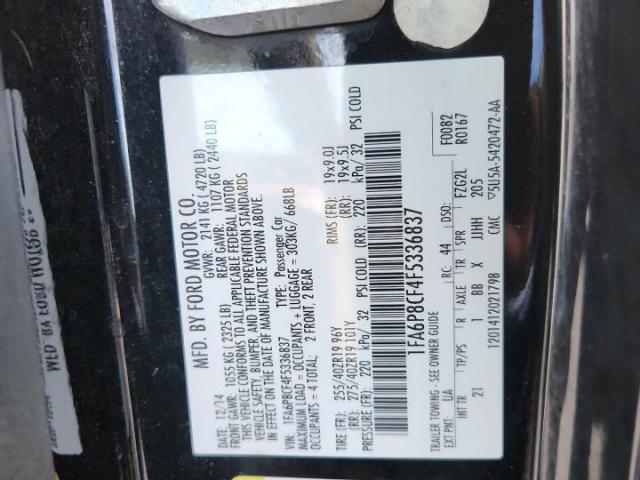 MFD. BY FORD MOTOR CO.
DATE: 12/14 GVWR: 2141 KG ( 4720 LB)
FRONT GAWR: 1055 KG ( 2325 LB) REAR GAWR: 1107 KG ( 2440 LB)
THIS VEHICLE CONFORMS TO ALL APPLICABLE FEDERAL MOTOR
VEHICLE SAFETY, BUMPER, AND THEFT PREVENTION STANDARDS
IN EFFECT ON THE DATE OF MANUFACTURE SHOWN ABOVE.
VIN: 1FA6P8CF4F5336837 TYPE: Passenger Car
MAXIMUM LOAD = OCCUPANTS + LUGGAGE = 303KG/ 668LB
OCCUPANTS = 4 TOTAL: 2 FRONT, 2 REAR
TIRE (FR): 255/40ZR19 96Y RIMS (FR): 19x9.0J
(RR): 275/40ZR19 101Y (RR): 19x9.5J
PRESSURE (FR): 220 kPa/ 32 PSI COLD (RR): 220 kPa/ 32 PSI COLD
1FA6P8CF4F5336837
TRAILER TOWING - SEE OWNER GUIDE
EXT PNT: UA RC: 44 DSO: F0082
INT TR TP/PS R AXLE TR SPR FZG2L R0167
21 1 BB X JJHH 205
12014120217798 CMC ▽5U5A-5420472-AA